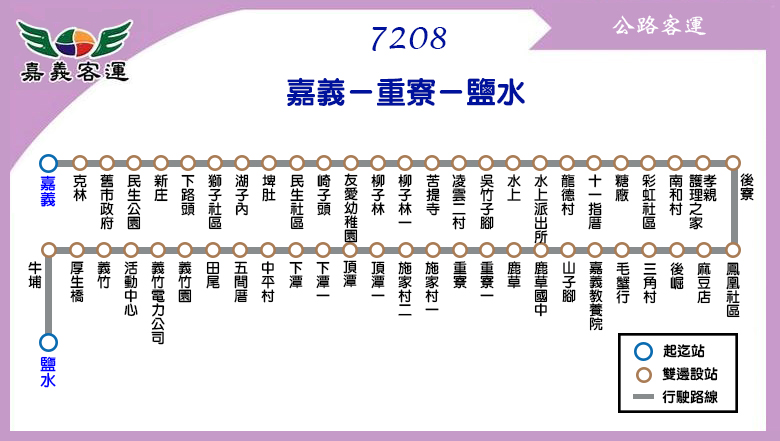 嘉義客運
7208
公路客運
嘉義－重寮－鹽水
嘉義
克林
舊市政府
民生公園
新庄
下路頭
獅子社區
湖子內
埤肚
民生社區
崎子頭
友愛幼稚園
柳子林
柳子林一
苦提寺
凌雲二村
吳竹子腳
水上
水上派出所
龍德村
十一指厝
糖廠
彩虹社區
南和村
孝親
護理之家
後寮
鳳凰社區
麻豆店
後崛
三角村
毛蟹行
嘉義教養院
山子腳
鹿草國中
鹿草
重寮一
重寮
施家村一
施家村二
頂潭一
頂潭
下潭一
下潭
中平村
五間厝
田尾
義竹園
義竹電力公司
活動中心
義竹
厚生橋
牛埔
鹽水
起迄站
雙邊設站
行駛路線